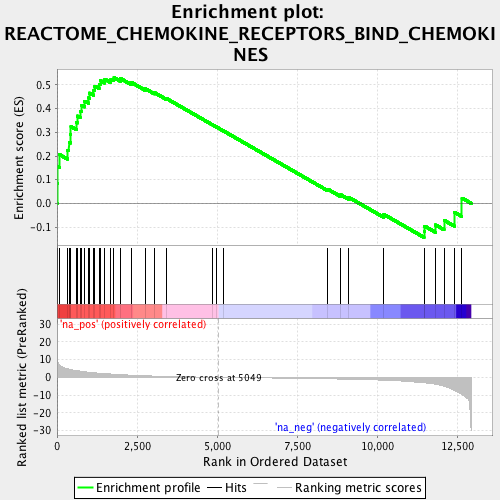 Enrichment plot:
REACTOME_CHEMOKINE_RECEPTORS_BIND_CHEMOKI
NES
Enrichment score (ES)
0.5
0.4
0.3
0.2
0.1
0.0
-0.1
'na_pos' (positively correlated)
Ranked list metric (PreRanked)
30
20
10
0
-10
-20
-30
Zero cross at 5049
'na_neg' (negatively correlated)
0 2,500 5,000 7,500 10,000 12,500
Rank in Ordered Dataset
Enrichment profile Hits Ranking metric scores